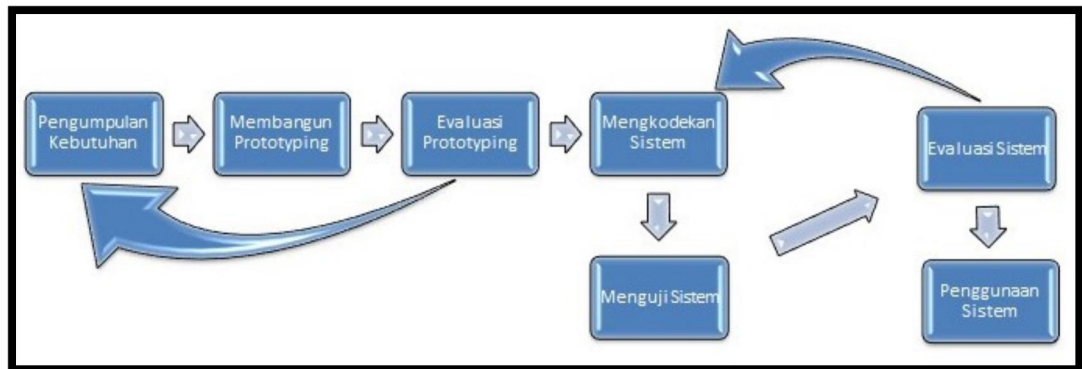 Pengumpulan
Kebutuhan
Membangun
Prototyping
Evaluasi
Prototyping
Mengkodekan
Sistem
Menguji Sistem
Evaluasi Sistem
Penggunaan
Sistem